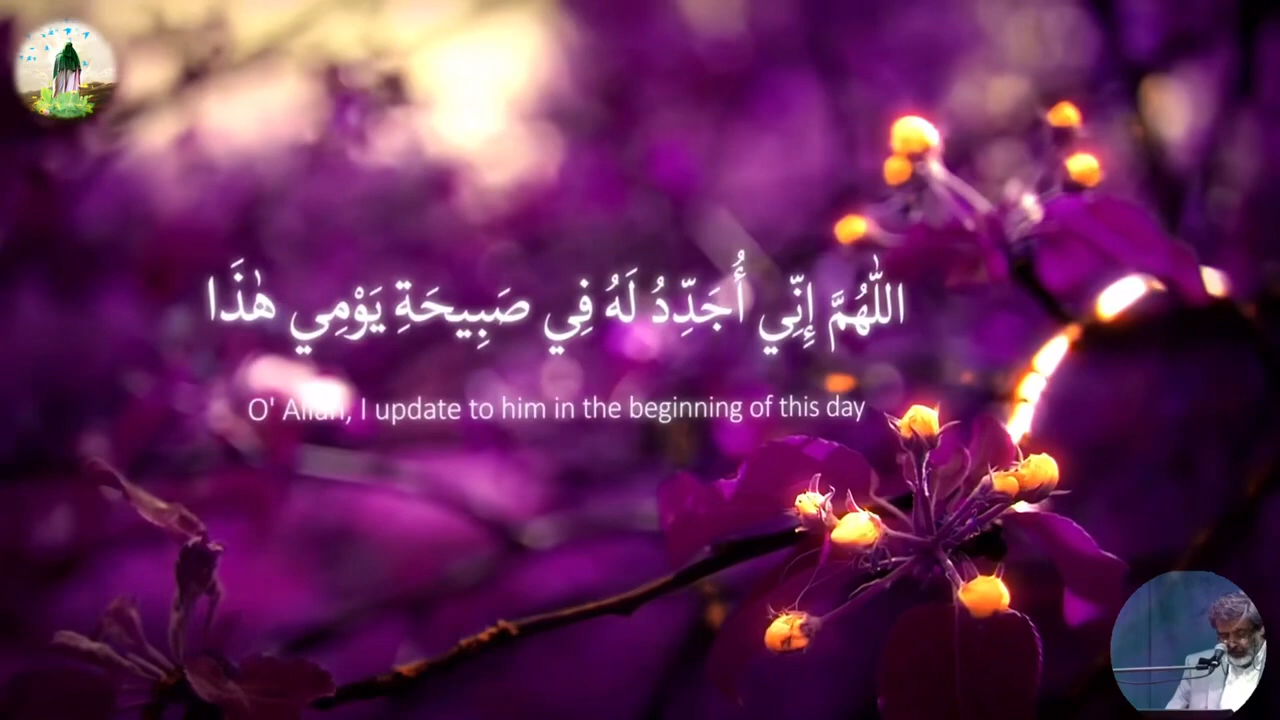 اللّٰهُمَّ إِنِّي أُجَدِّدُ لَهُ فِي صَبِيحَةِ يَوْمِي هٰذَا
O' Allah, I update to him in the beginning of this day